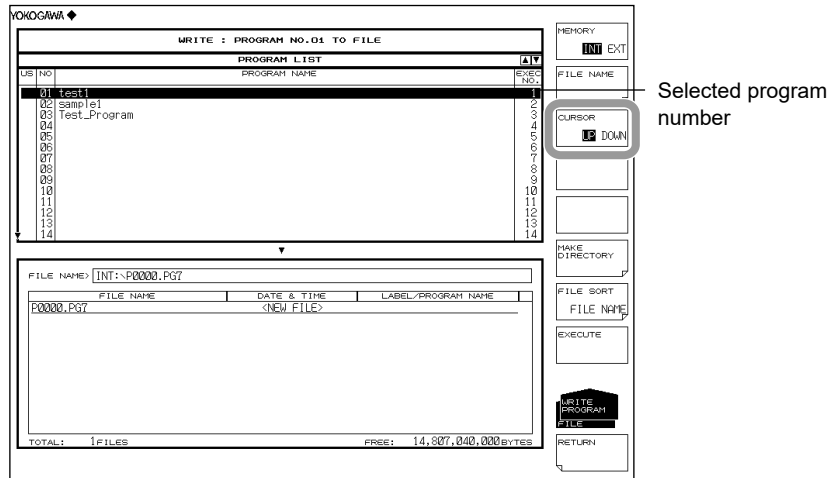 YOKOGAWA ◆
WRITE : PROGRAM NO.01 TO FILE
PROGRAM LIST
US NO PROGRAM NAME EXEC NO.
01 test1 1
02 sample1 2
03 Test_Program 3
04 4
05 5
06 6
07 7
08 8
09 9
10 10
11 11
12 12
13 13
14 14
FILE NAME> INT:\P0000.PG7
FILE NAME DATE & TIME LABEL/PROGRAM NAME
P0000.PG7 <NEW FILE>
TOTAL: 1FILES FREE: 14,807,040,000BYTES
MEMORY
INT EXT
FILE NAME
CURSOR
UP DOWN
MAKE
DIRECTORY
FILE SORT
FILE NAME
EXECUTE
WRITE
PROGRAM
FILE
RETURN
Selected program
number